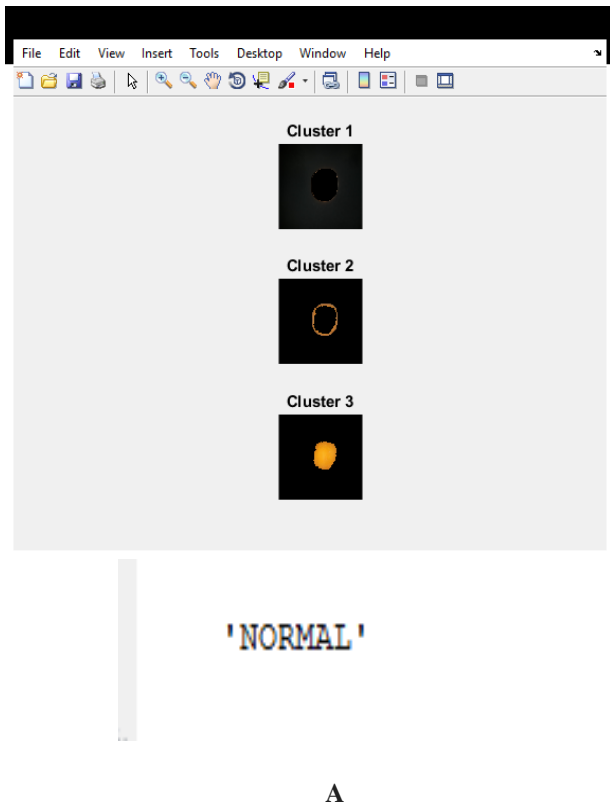 File Edit View Insert Tools Desktop Window Help
Cluster 1
Cluster 2
Cluster 3
'NORMAL'
A